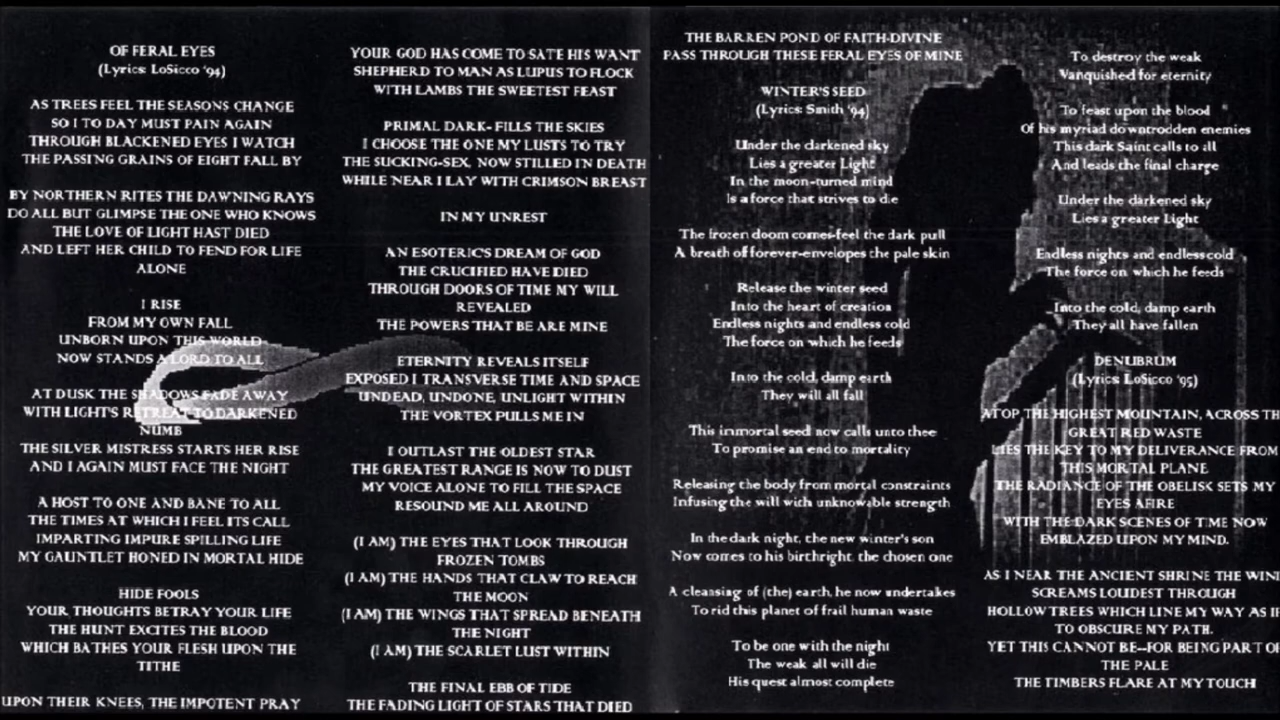 OF FERAL EYES
(Lyrics: LoSicco '94)
AS TREES FEEL THE SEASONS CHANGE
SO I TO DAY MUST PAIN AGAIN
THROUGH BLACKENED EYES I WATCH
THE PASSING GRAINS OF EIGHT FALL BY
BY NORTHERN RITES THE DAWNING RAYS
DO ALL BUT GLIMPSE THE ONE WHO KNOWS
THE LOVE OF LIGHT HAST DIED
AND LEFT HER CHILD TO FEND FOR LIFE
ALONE
I RISE
FROM MY OWN FALL
UNBORN UPON THIS WORLD
NOW STANDS A LORD TO ALL
AT DUSK THE SHADOWS FADE AWAY
WITH LIGHT'S RETREAT TO DARKENED
NUMB
THE SILVER MISTRESS STARTS HER RISE
AND I AGAIN MUST FACE THE NIGHT
A HOST TO ONE AND BANE TO ALL
THE TIMES AT WHICH I FEEL ITS CALL
IMPARTING IMPURE SPILLING LIFE
MY GAUNTLET HONED IN MORTAL HIDE
HIDE FOOLS
YOUR THOUGHTS BETRAY YOUR LIFE
THE HUNT EXCITES THE BLOOD
WHICH BATHES YOUR FLESH UPON THE
TITHE
UPON THEIR KNEES, THE IMPOTENT PRAY
YOUR GOD HAS COME TO SATE HIS WANT
SHEPHERD TO MAN AS LUPUS TO FLOCK
WITH LAMBS THE SWEETEST FEAST
PRIMAL DARK- FILLS THE SKIES
I CHOOSE THE ONE MY LUSTS TO TRY
THE SUCKING-SEX, NOW STILLED IN DEATH
WHILE NEAR I LAY WITH CRIMSON BREAST
IN MY UNREST
AN ESOTERIC'S DREAM OF GOD
THE CRUCIFIED HAVE DIED
THROUGH DOORS OF TIME MY WILL
REVEALED
THE POWERS THAT BE ARE MINE
ETERNITY REVEALS ITSELF
EXPOSED I TRANSVERSE TIME AND SPACE
UNDEAD, UNDONE, UNLIGHT WITHIN
THE VORTEX PULLS ME IN
I OUTLAST THE OLDEST STAR
THE GREATEST RANGE IS NOW TO DUST
MY VOICE ALONE TO FILL THE SPACE
RESOUND ME ALL AROUND
(I AM) THE EYES THAT LOOK THROUGH
FROZEN TOMBS
(I AM) THE HANDS THAT CLAW TO REACH
THE MOON
(I AM) THE WINGS THAT SPREAD BENEATH
THE NIGHT
(I AM) THE SCARLET LUST WITHIN
THE FINAL EBB OF TIDE
THE FADING LIGHT OF STARS THAT DIED
THE BARREN POND OF FAITH-DIVINE
PASS THROUGH THESE FERAL EYES OF MINE
WINTER'S SEED
(Lyrics: Smith '94)
Under the darkened sky
Lies a greater Light
In the moon-turned mind
Is a force that strives to die
The frozen doom comes-feel the dark pull
A breath of forever-envelopes the pale skin
Release the winter seed
Into the heart of creation
Endless nights and endless cold
The force on which he feeds
Into the cold, damp earth
They will all fall
This immortal seed now calls unto thee
To promise an end to mortality
Releasing the body from mortal constraints
Infusing the will with unknowable strength
In the dark night, the new winter's son
Now comes to his birthright, the chosen one
A cleansing of (the) earth, he now undertakes
To rid this planet of frail human waste
To be one with the night
The weak all will die
His quest almost complete
To destroy the weak
Vanquished for eternity
To feast upon the blood
Of his myriad downtrodden enemies
This dark Saint calls to all
And leads the final charge
Under the darkened sky
Lies a greater Light
Endless nights and endless cold
The force on which he feeds
Into the cold, damp earth
They all have fallen
DENUBRUM
(Lyrics: LoSicco '95)
ATOP THE HIGHEST MOUNTAIN, ACROSS TH
GREAT RED WASTE
LIES THE KEY TO MY DELIVERANCE FROM
THIS MORTAL PLANE
THE RADIANCE OF THE OBELISK SETS MY
EYES AFIRE
WITH THE DARK SCENES OF TIME NOW
EMBLAZED UPON MY MIND.
AS I NEAR THE ANCIENT SHRINE THE WIN
SCREAMS LOUDEST THROUGH
HOLLOW TREES WHICH LINE MY WAY AS IF
TO OBSCURE MY PATH.
YET THIS CANNOT BE--FOR BEING PART OF
THE PALE
THE TIMBERS FLARE AT MY TOUCH